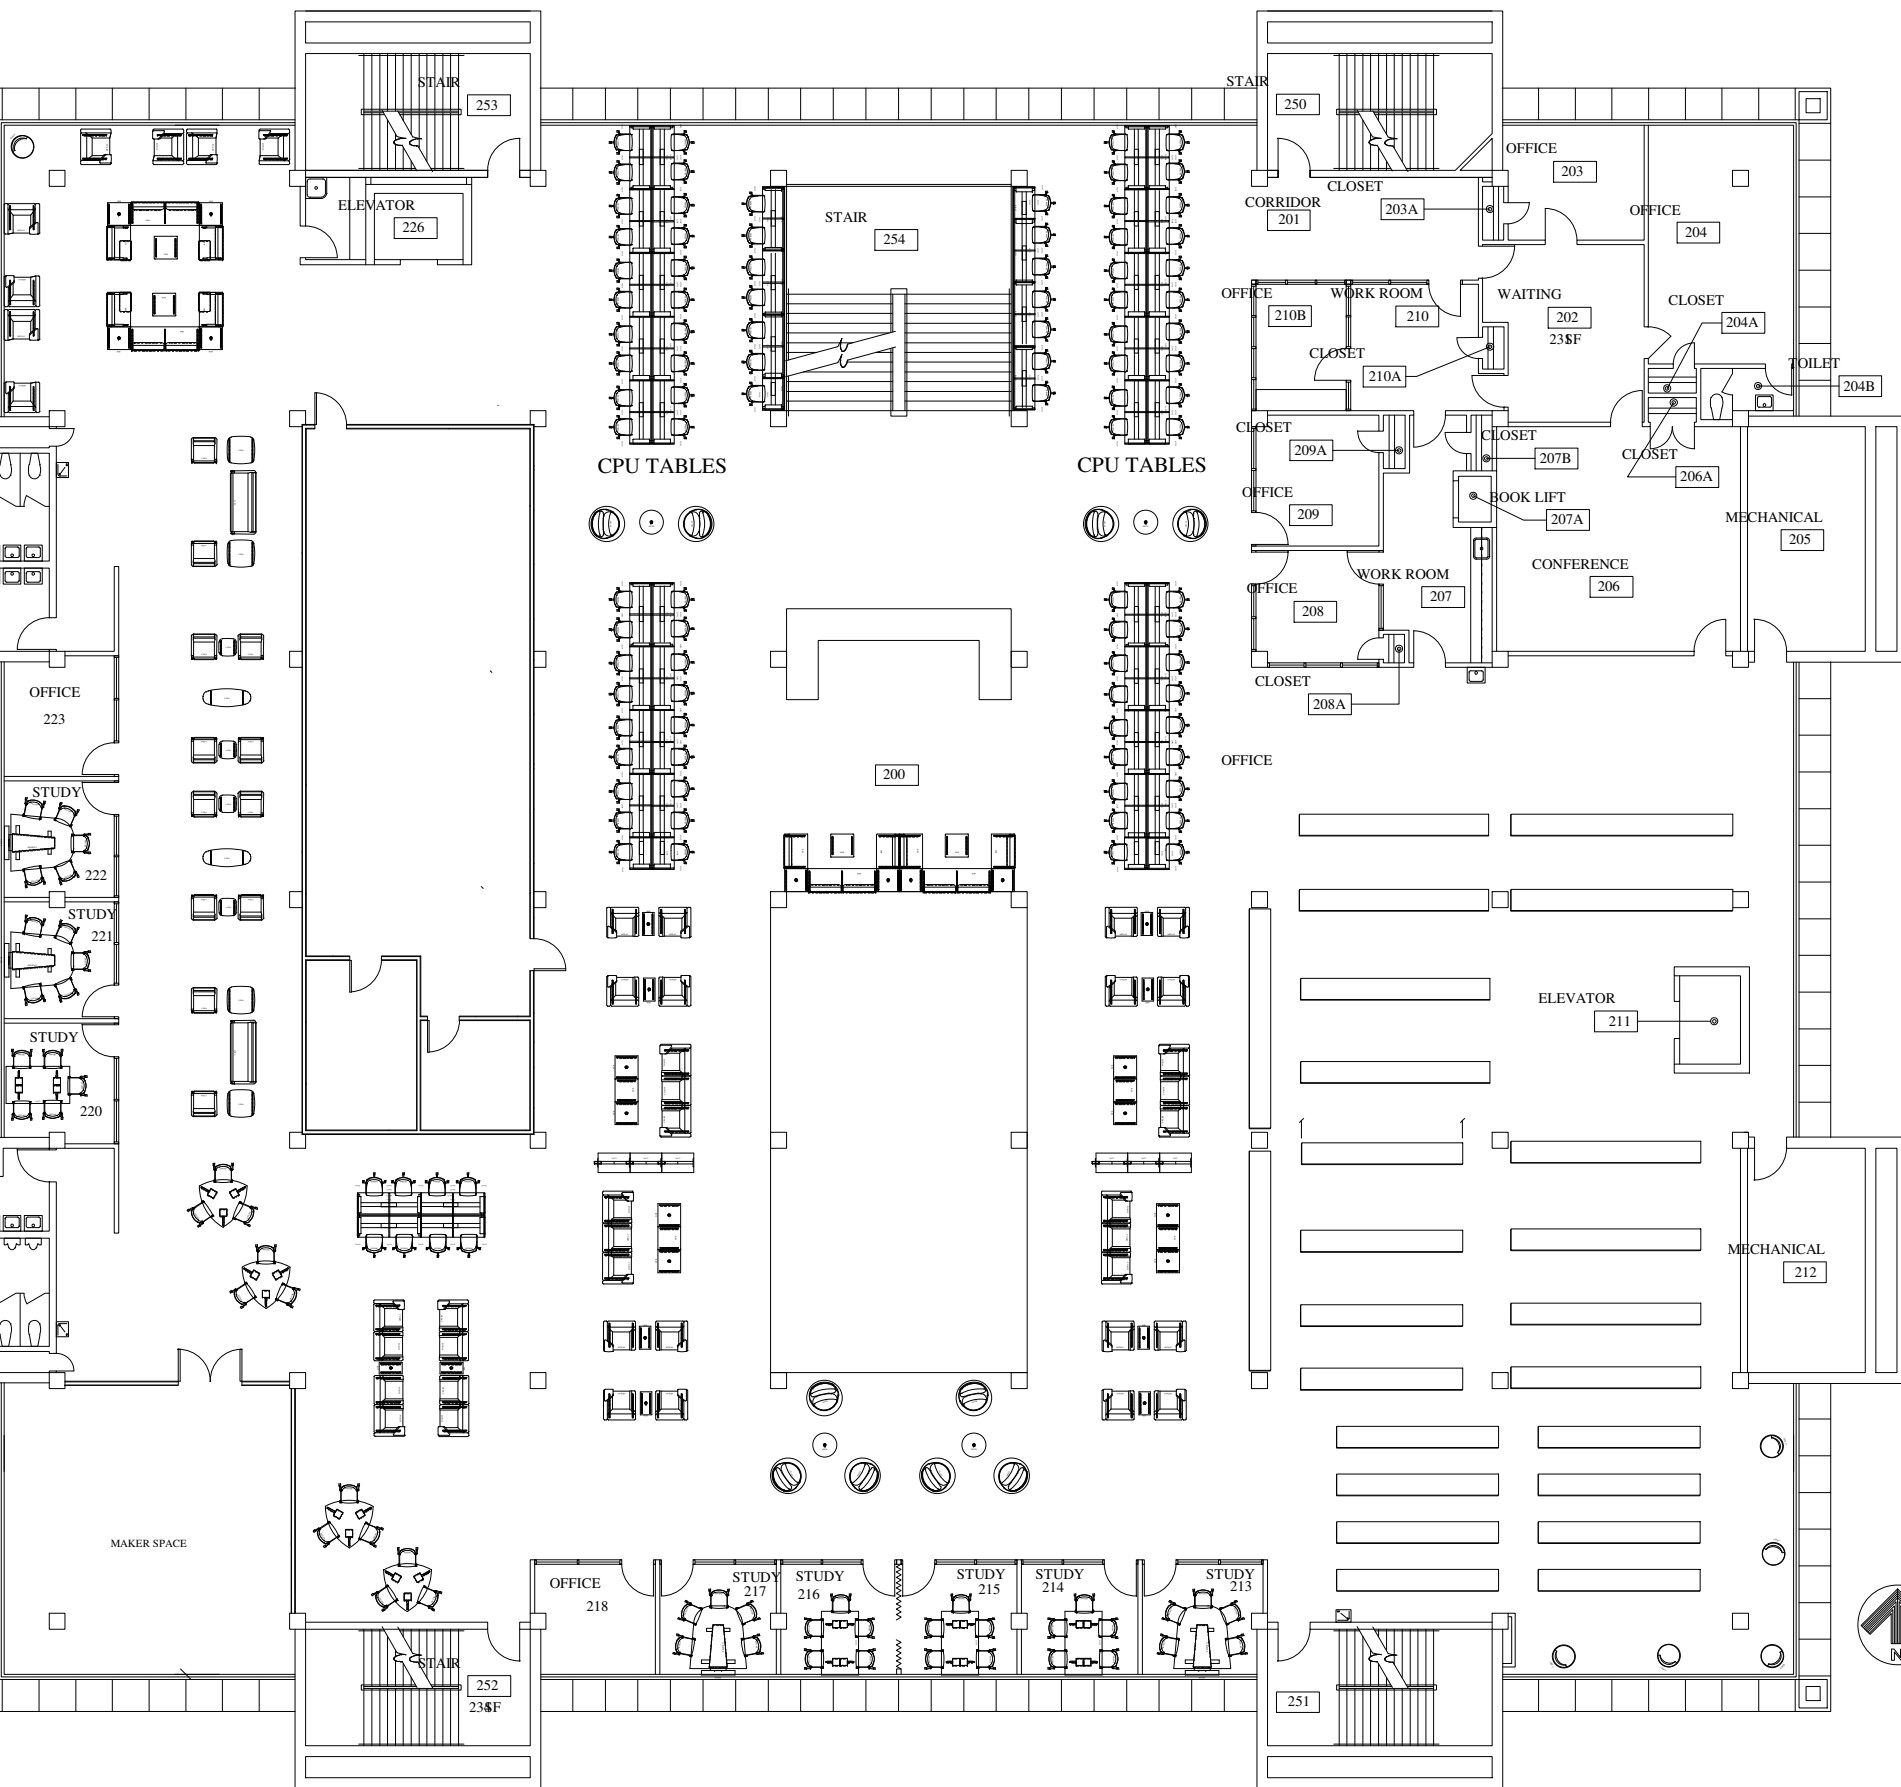 STAIR
253
STAIR
250
OFFICE
203
CLOSET
203A
CORRIDOR
201
ELEVATOR
226
STAIR
254
OFFICE
204
OFFICE
210B
WORK ROOM
210
WAITING
202
CLOSET
204A
CLOSET
210A
TOILET
204B
CLOSET
209A
CLOSET
207B
CLOSET
206A
CPU TABLES
CPU TABLES
OFFICE
209
BOOK LIFT
207A
MECHANICAL
205
CONFERENCE
206
WORK ROOM
207
OFFICE
208
CLOSET
208A
OFFICE
223
OFFICE
200
STUDY
222
STUDY
221
ELEVATOR
211
STUDY
220
MECHANICAL
212
MAKER SPACE
OFFICE
218
STUDY
217
STUDY
216
STUDY
215
STUDY
214
STUDY
213
STAIR
252
251
N